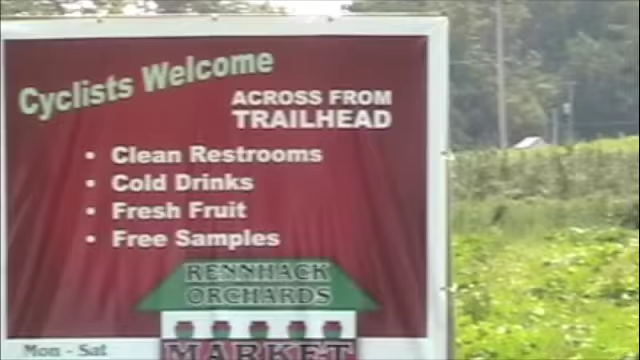 Cyclists Welcome
ACROSS FROM
TRAILHEAD
• Clean Restrooms
• Cold Drinks
• Fresh Fruit
• Free Samples
RENNHACK
ORCHARDS
MARKET
Mon - Sat